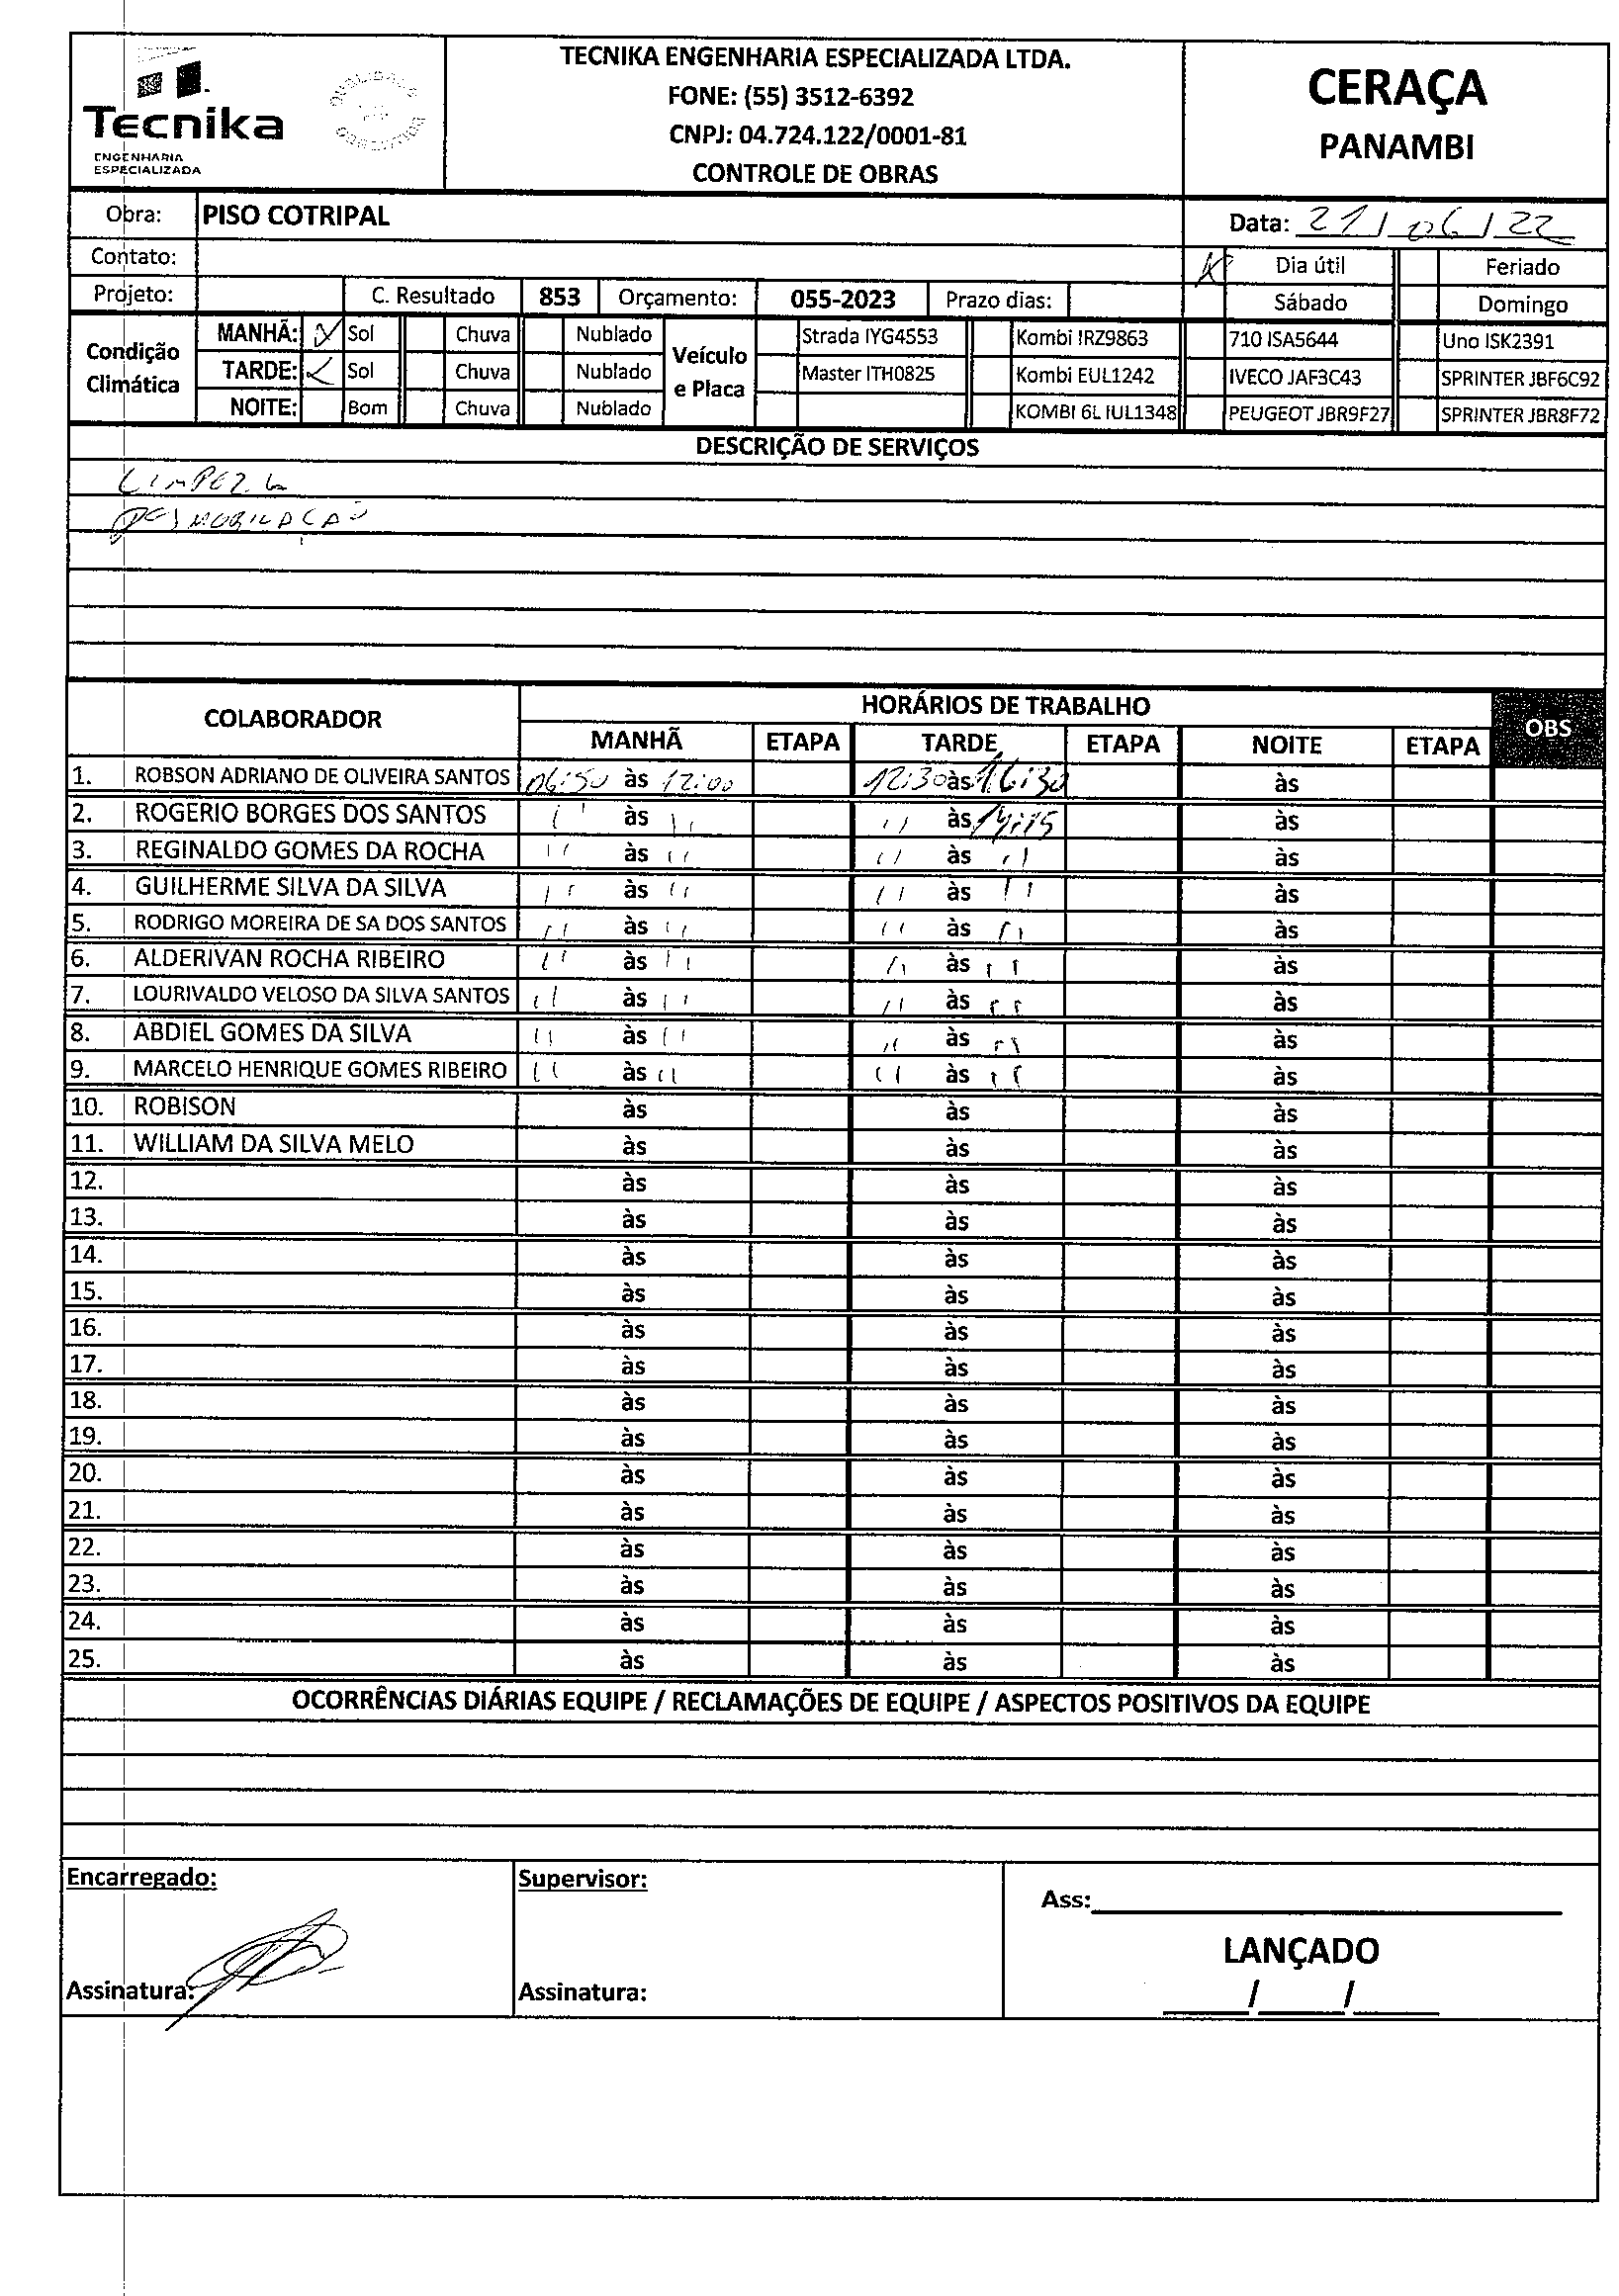 TECNIKA ENGENHARIA ESPECIALIZADA LTDA.
FONE: (55) 3512-6392
CNPJ: 04.724.122/0001-81
CONTROLE DE OBRAS
Tecnika
ENGENHARIA
ESPECIALIZADA
CERAÇA
PANAMBI
Obra: PISO COTRIPAL
Data: 21/06/22
Contato:
Dia útil Feriado
Projeto: C. Resultado 853 Orçamento: 055-2023 Prazo dias:
Sábado Domingo
Condição Climática
MANHÃ: X Sol Chuva Nublado
TARDE: Sol Chuva Nublado
NOITE: Bom Chuva Nublado
Veículo e Placa
Strada IYG4553 Kombi IRZ9863 710 ISA5644 Uno ISK2391
Master ITH0825 Kombi EUL1242 IVECO JAF3C43 SPRINTER JBF6C92
KOMBI 6L IUL1348 PEUGEOT JBR9F27 SPRINTER JBR8F72
DESCRIÇÃO DE SERVIÇOS
LIMPEZA
COLABORADOR HORÁRIOS DE TRABALHO OBS
MANHÃ ETAPA TARDE ETAPA NOITE ETAPA
1. ROBSON ADRIANO DE OLIVEIRA SANTOS 06:50 às 12:00 12:30 às 16:30 às
2. ROGERIO BORGES DOS SANTOS '' às '' '' às às
3. REGINALDO GOMES DA ROCHA '' às '' '' às '' às
4. GUILHERME SILVA DA SILVA '' às '' '' às '' às
5. RODRIGO MOREIRA DE SA DOS SANTOS '' às '' '' às '' às
6. ALDERIVAN ROCHA RIBEIRO '' às '' '' às '' às
7. LOURIVALDO VELOSO DA SILVA SANTOS '' às '' '' às '' às
8. ABDIEL GOMES DA SILVA '' às '' '' às '' às
9. MARCELO HENRIQUE GOMES RIBEIRO '' às '' '' às '' às
10. ROBISON às às às
11. WILLIAM DA SILVA MELO às às às
12. às às às
13. às às às
14. às às às
15. às às às
16. às às às
17. às às às
18. às às às
19. às às às
20. às às às
21. às às às
22. às às às
23. às às às
24. às às às
25. às às às
OCORRÊNCIAS DIÁRIAS EQUIPE / RECLAMAÇÕES DE EQUIPE / ASPECTOS POSITIVOS DA EQUIPE
Encarregado: Supervisor:
Ass:
LANÇADO
Assinatura: Assinatura:
___/___/___